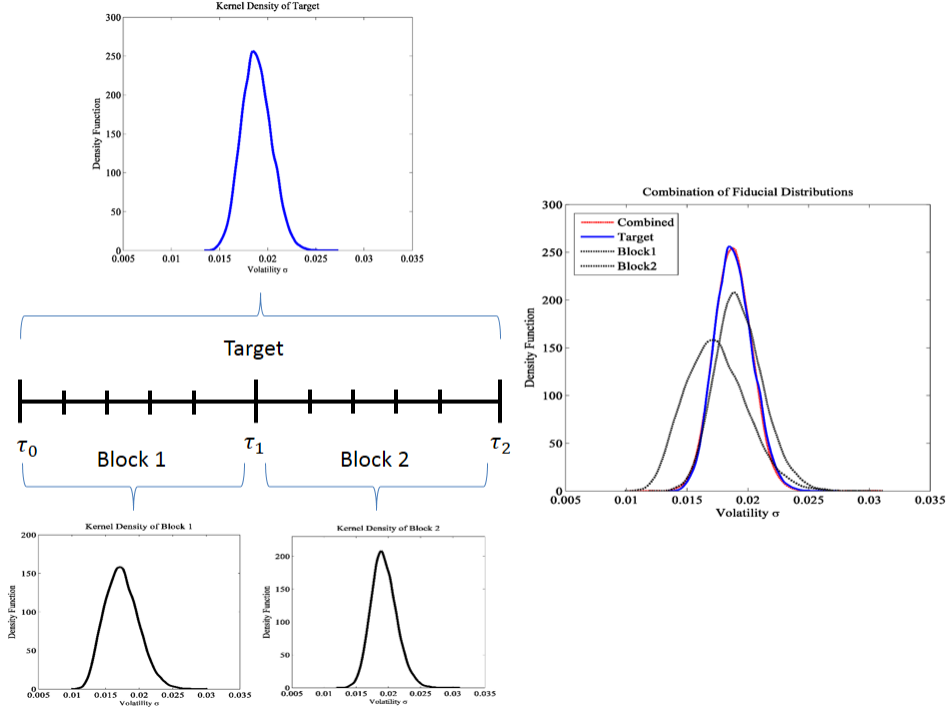 Kernel Density of Target
300
250
200
150
100
50
0
Density Function
0.005 0.01 0.015 0.02 0.025 0.03 0.035
Volatility σ
Target
τ0 τ1 τ2
Block 1 Block 2
Kernel Density of Block 1
200
150
100
50
0
Density Function
0.005 0.01 0.015 0.02 0.025 0.03 0.035
Volatility σ
Kernel Density of Block 2
200
150
100
50
0
Density Function
0.005 0.01 0.015 0.02 0.025 0.03 0.035
Volatility σ
Combination of Fiducial Distributions
300
250
200
150
100
50
0
Density Function
Combined
Target
Block1
Block2
0.005 0.01 0.015 0.02 0.025 0.03 0.035
Volatility σ